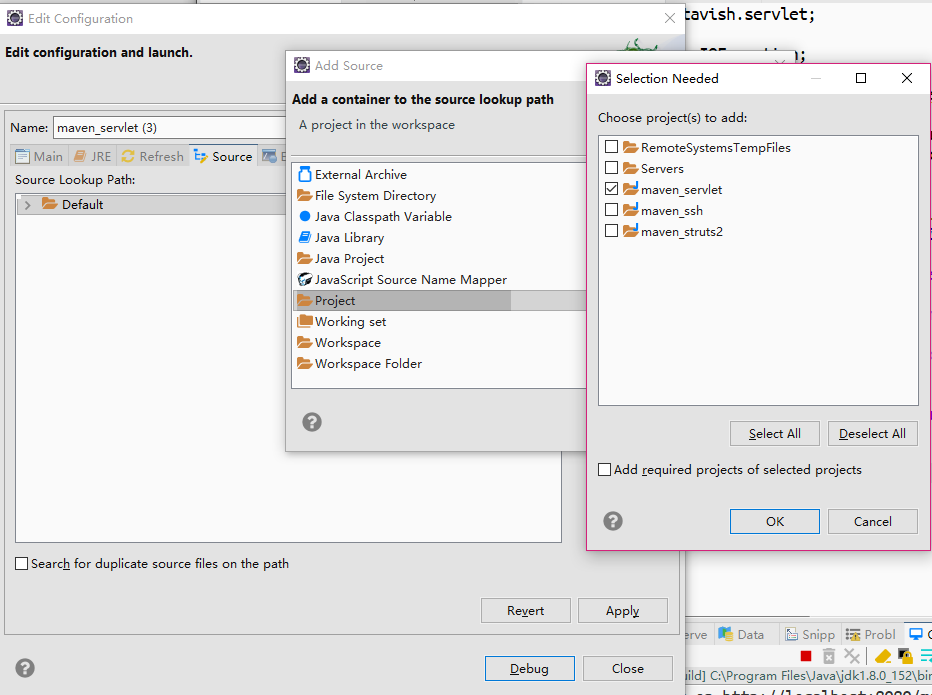 Edit Configuration
Edit configuration and launch.
Name: maven_servlet (3)
Main JRE Refresh Source
Source Lookup Path:
Default
Search for duplicate source files on the path
Revert Apply
Debug Close
Add Source
Add a container to the source lookup path
A project in the workspace
External Archive
File System Directory
Java Classpath Variable
Java Library
Java Project
JavaScript Source Name Mapper
Project
Working set
Workspace
Workspace Folder
Selection Needed
Choose project(s) to add:
RemoteSystemsTempFiles
Servers
maven_servlet
maven_ssh
maven_struts2
Select All Deselect All
Add required projects of selected projects
OK Cancel
tavish.servlet;
erve Data Snipp Probl
ild] C:\Program Files\Java\jdk1.8.0_152\bin